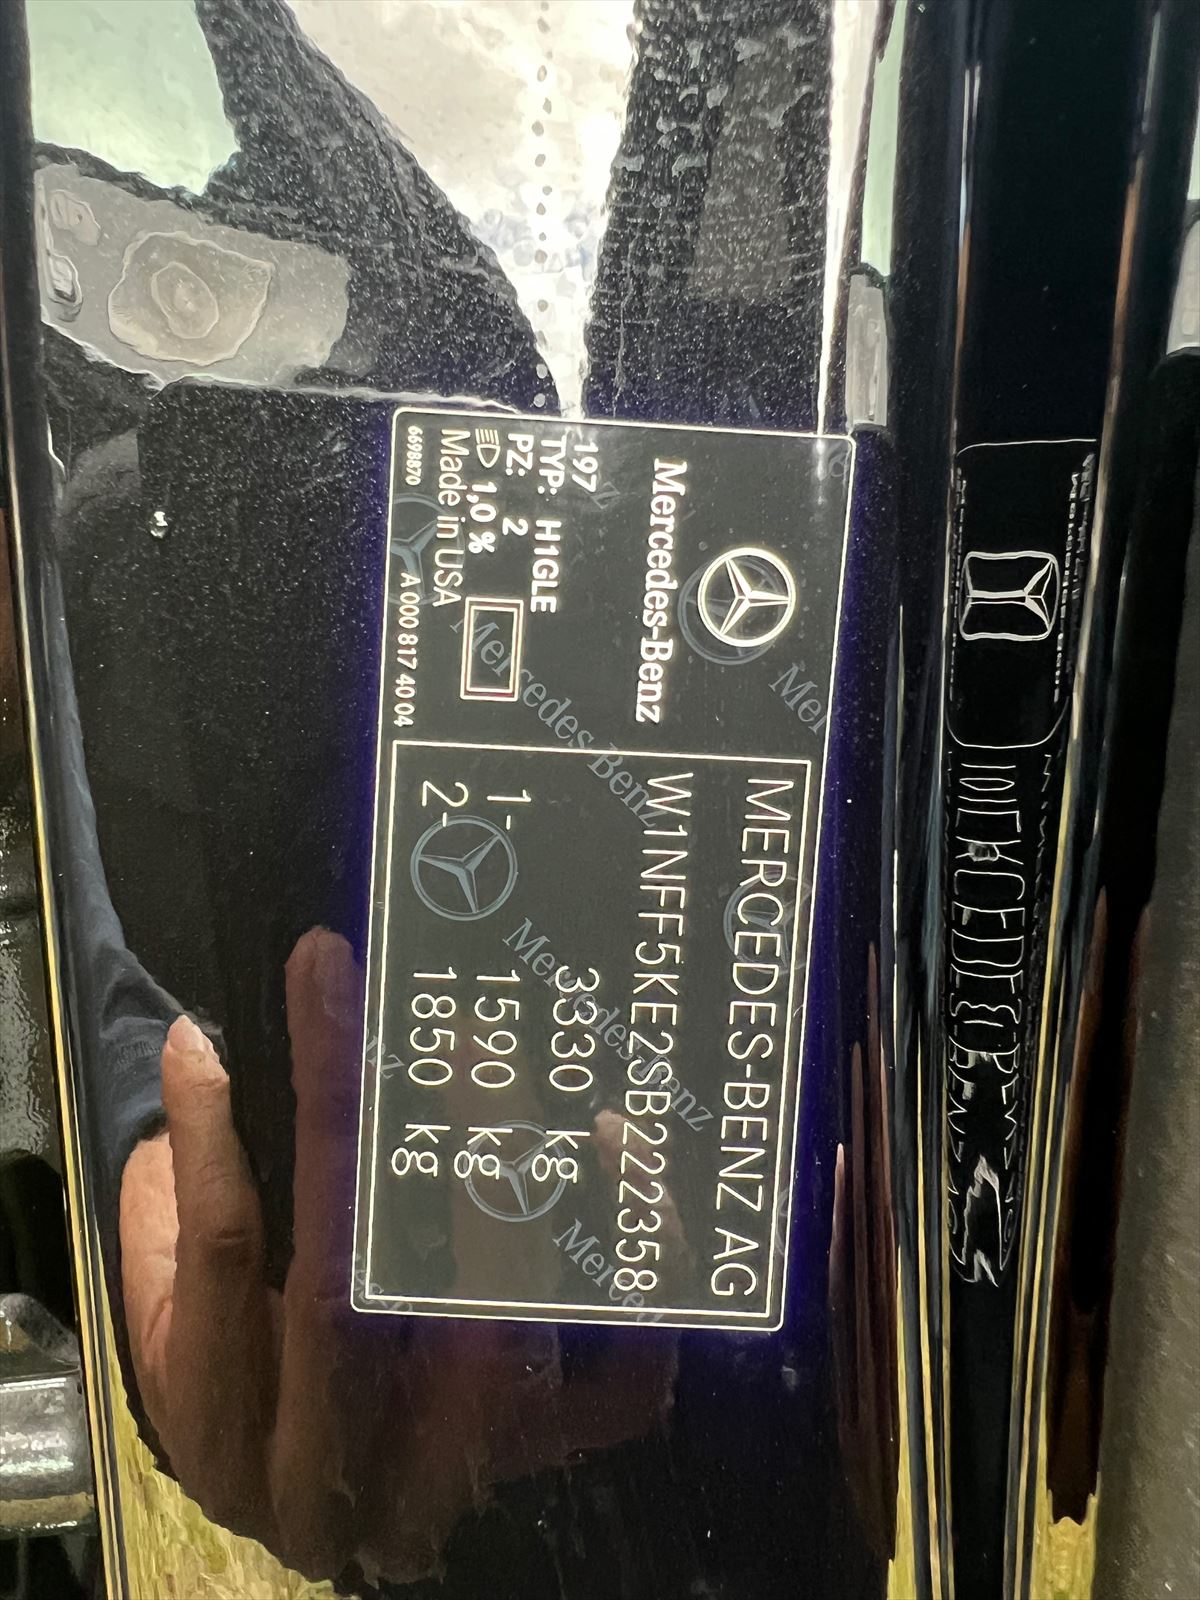 Mercedes-Benz
197
TYP: H1GLE
PZ: 2
1,0 %
Made in USA
6698870 A 000 817 40 04
MERCEDES-BENZ AG
W1NFF5KE2SB222358
3330 kg
1- 1590 kg
2- 1850 kg